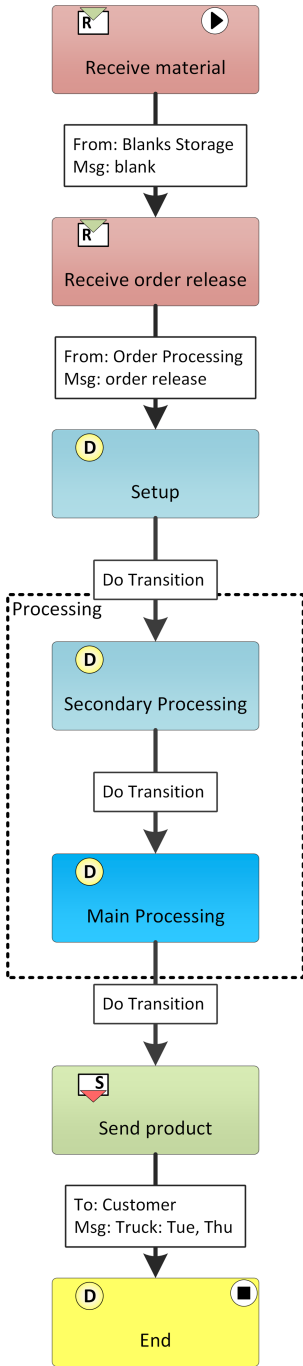 R
Receive material
From: Blanks Storage
Msg: blank
R
Receive order release
From: Order Processing
Msg: order release
D
Setup
Do Transition
Processing
D
Secondary Processing
Do Transition
D
Main Processing
Do Transition
S
Send product
To: Customer
Msg: Truck: Tue, Thu
D
End